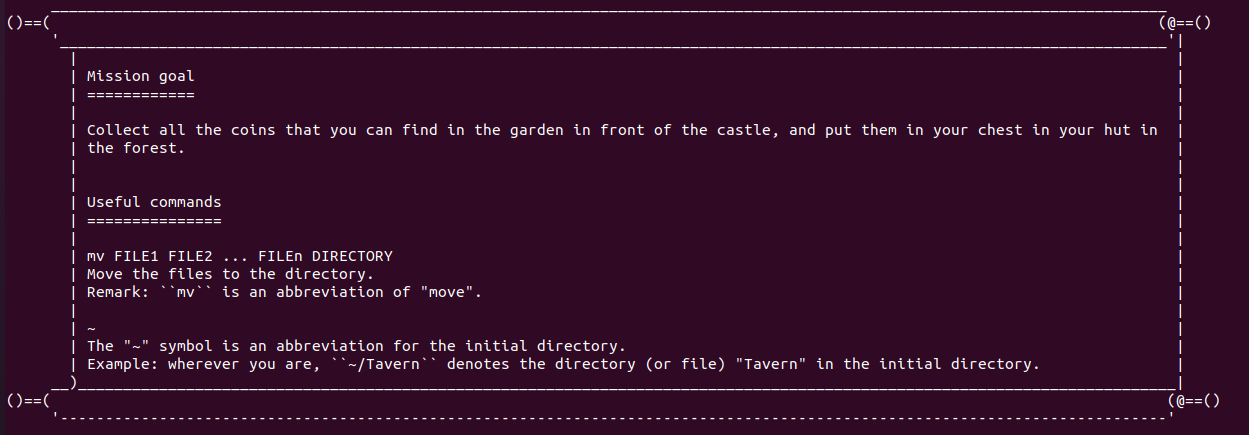 Mission goal
============
Collect all the coins that you can find in the garden in front of the castle, and put them in your chest in your hut in
the forest.
Useful commands
===============
mv FILE1 FILE2 ... FILEn DIRECTORY
Move the files to the directory.
Remark: ``mv`` is an abbreviation of "move".
~
The "~" symbol is an abbreviation for the initial directory.
Example: wherever you are, ``~/Tavern`` denotes the directory (or file) "Tavern" in the initial directory.